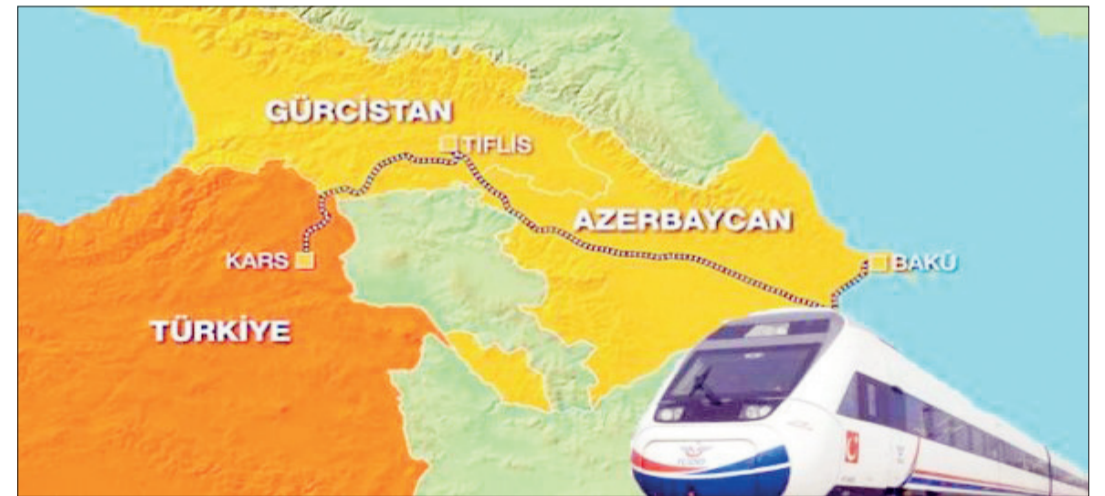 GÜRCİSTAN
TİFLİS
AZERBAYCAN
KARS
BAKÜ
TÜRKİYE